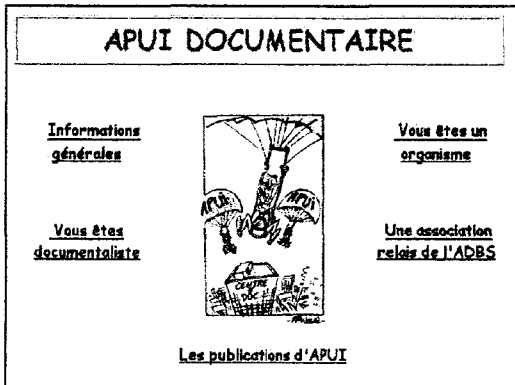 APUI DOCUMENTAIRE
Informations
générales
Vous êtes un
organisme
APUI
APUI
Vous êtes
documentaliste
Une association
relais de l'ADBS
CENTRE
DOC
Les publications d'APUI